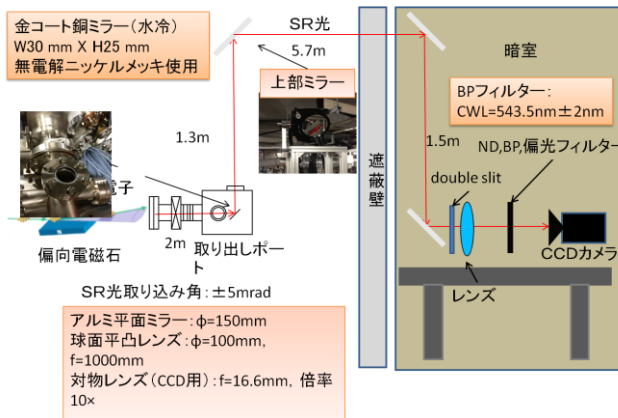 金コート銅ミラー（水冷）
W30 mm X H25 mm
無電解ニッケルメッキ使用
SR光
5.7m
上部ミラー
1.3m
電子
偏向電磁石
2m
取り出しポー
ト
SR光取り込み角：±5mrad
アルミ平面ミラー：φ=150mm
球面平凸レンズ：φ=100mm,
f=1000mm
対物レンズ（CCD用）：f=16.6mm, 倍率
10×
遮蔽壁
暗室
BPフィルター：
CWL=543.5nm±2nm
1.5m
ND,BP,偏光フィルター
double slit
CCDカメラ
レンズ